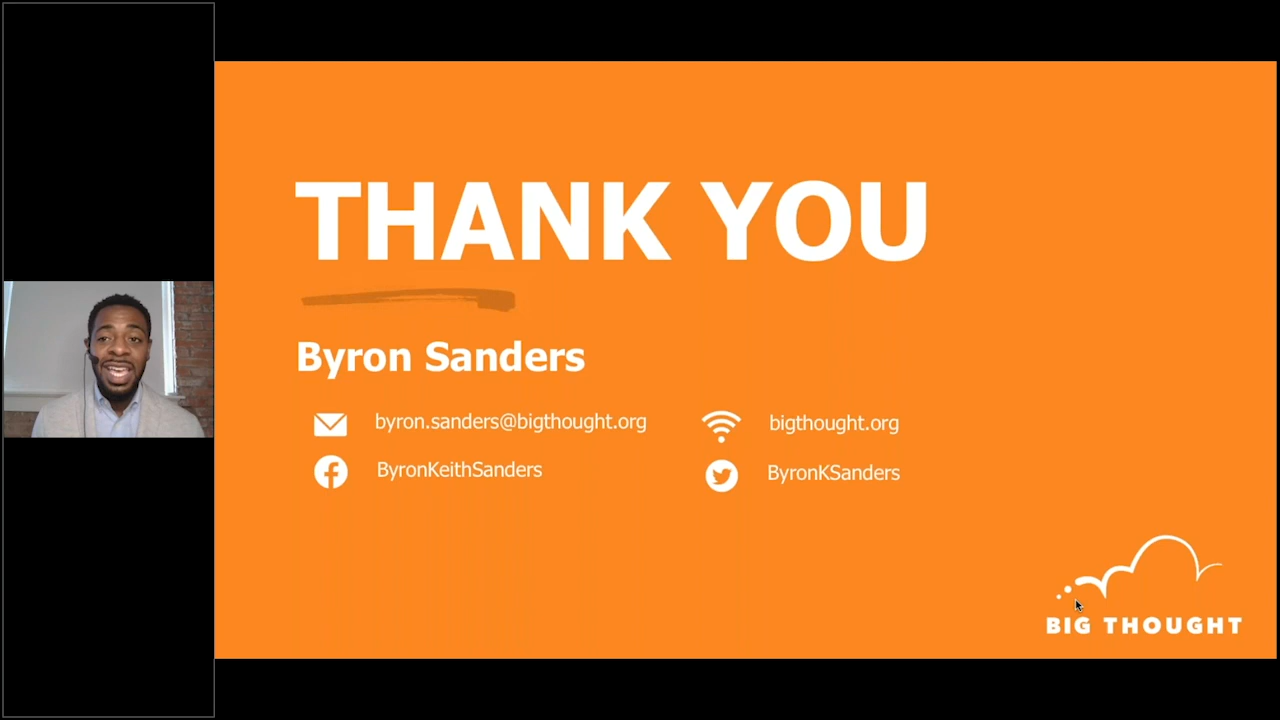 THANK YOU
Byron Sanders
byron.sanders@bigthought.org
bigthought.org
ByronKeithSanders
ByronKSanders
BIG THOUGHT